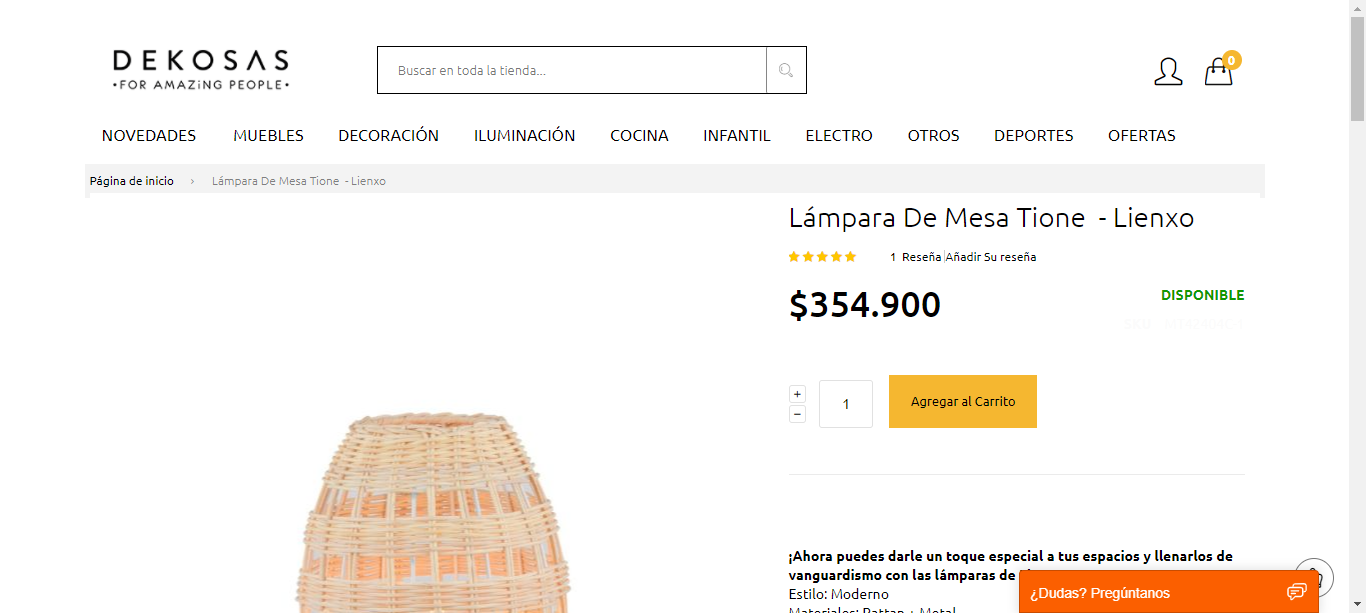 DEKOSAS
•FOR AMAZiNG PEOPLE•
Buscar en toda la tienda...
0
NOVEDADES MUEBLES DECORACIÓN ILUMINACIÓN COCINA INFANTIL ELECTRO OTROS DEPORTES OFERTAS
Página de inicio › Lámpara De Mesa Tione - Lienxo
Lámpara De Mesa Tione - Lienxo
1 Reseña Añadir Su reseña
$354.900
DISPONIBLE
+
1
−
Agregar al Carrito
¡Ahora puedes darle un toque especial a tus espacios y llenarlos de
vanguardismo con las lámparas de
Estilo: Moderno
Materiales: Rattan + Metal
¿Dudas? Pregúntanos